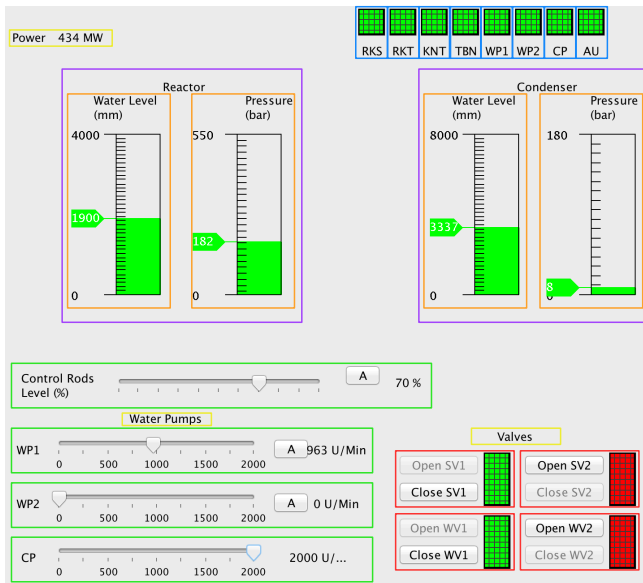 Power 434 MW
RKS RKT KNT TBN WP1 WP2 CP AU
Reactor
Water Level
(mm)
Pressure
(bar)
4000
550
1900
182
0
0
Condenser
Water Level
(mm)
Pressure
(bar)
8000
180
3337
8
0
0
Control Rods
Level (%)
A
70 %
Water Pumps
WP1
0 500 1000 1500 2000
A
963 U/Min
WP2
0 500 1000 1500 2000
A
0 U/Min
CP
0 500 1000 1500 2000
2000 U/...
Valves
Open SV1
Close SV1
Open SV2
Close SV2
Open WV1
Close WV1
Open WV2
Close WV2